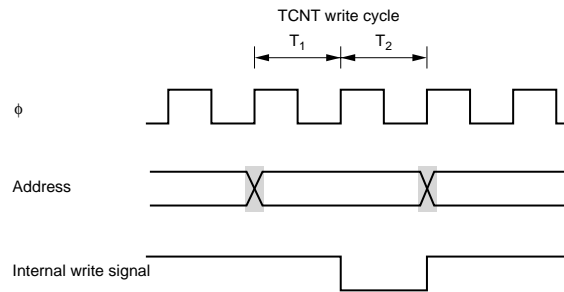 TCNT write cycle
T1 T2
ϕ
Address
Internal write signal